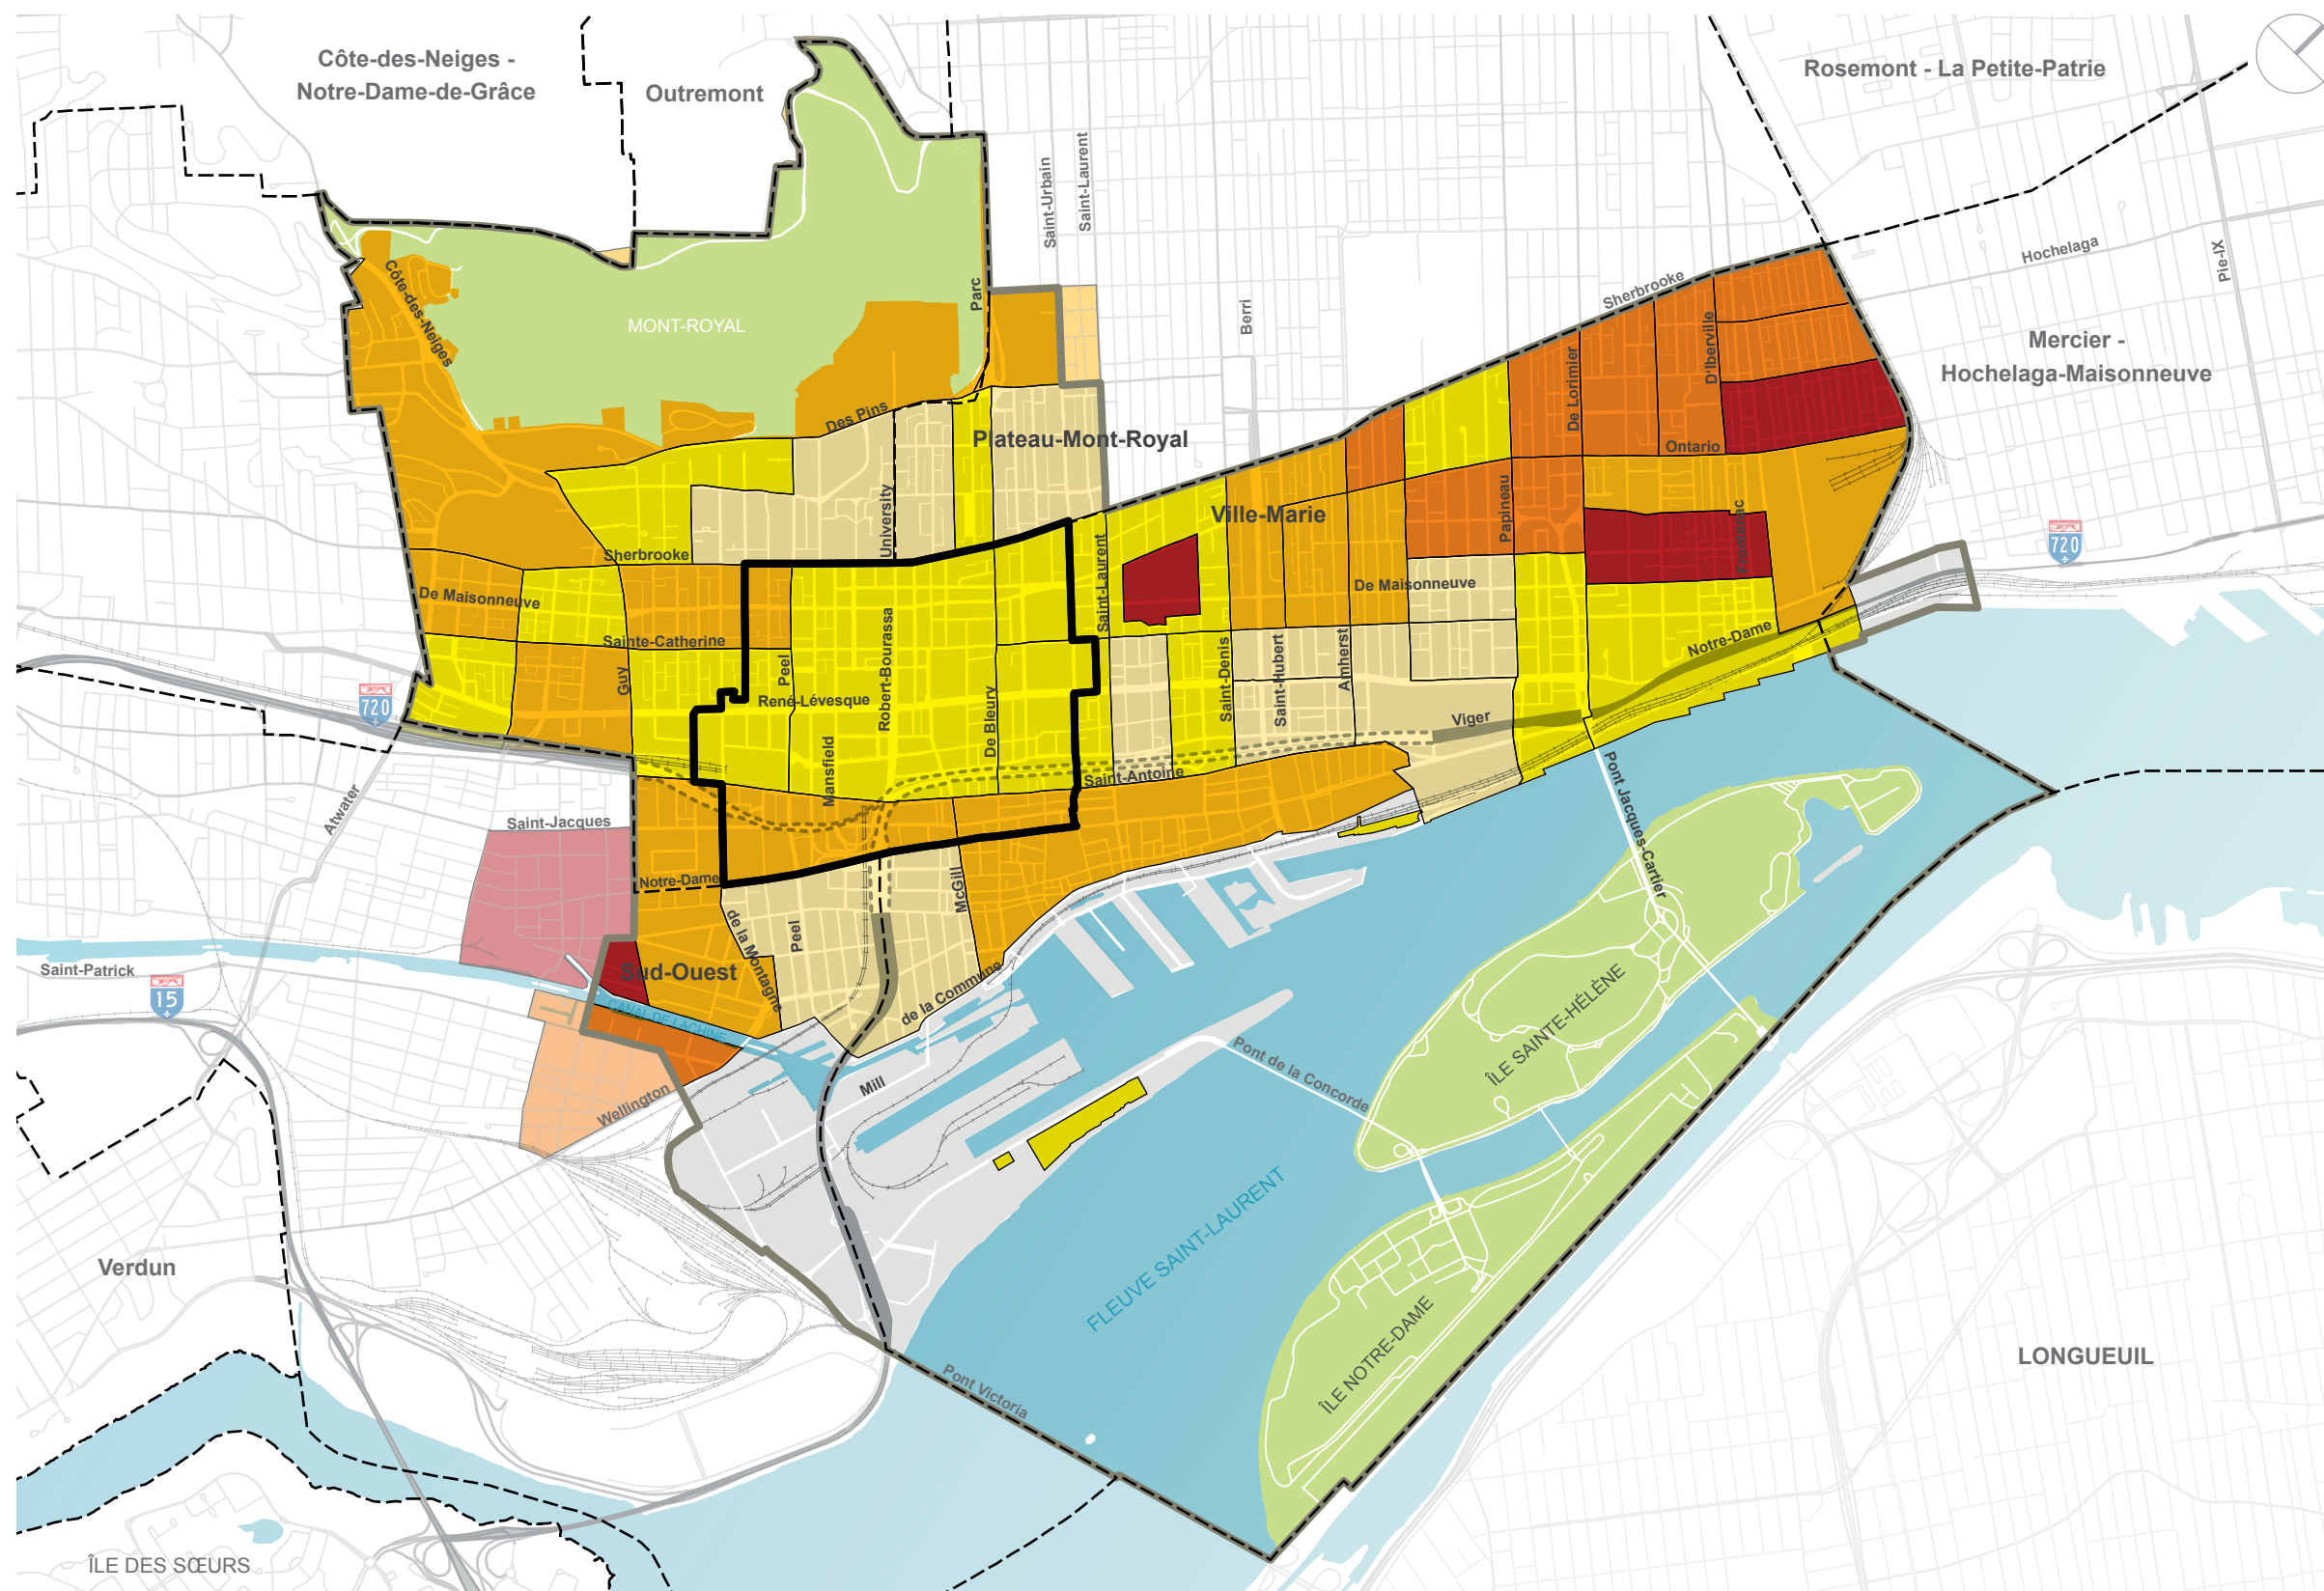 Côte-des-Neiges -
Notre-Dame-de-Grâce
Outremont
Rosemont - La Petite-Patrie
Saint-Urbain
Saint-Laurent
Hochelaga
Pie-IX
Sherbrooke
Côte-des-Neiges
MONT-ROYAL
Parc
Berri
Mercier -
Hochelaga-Maisonneuve
De Lorimier
D'Iberville
Des Pins
Plateau-Mont-Royal
Ontario
University
Ville-Marie
Papineau
Frontenac
720
Sherbrooke
Saint-Laurent
De Maisonneuve
De Maisonneuve
Sainte-Catherine
Notre-Dame
Guy
Peel
Robert-Bourassa
Saint-Denis
Saint-Hubert
Amherst
720
René-Lévesque
De Bleury
Viger
Mansfield
Saint-Antoine
Pont Jacques-Cartier
Atwater
Saint-Jacques
Notre-Dame
McGill
de la Montagne
Peel
Saint-Patrick
15
Sud-Ouest
de la Commune
CANAL DE LACHINE
ÎLE SAINTE-HÉLÈNE
Pont de la Concorde
Mill
Wellington
FLEUVE SAINT-LAURENT
Verdun
ÎLE NOTRE-DAME
LONGUEUIL
Pont Victoria
ÎLE DES SŒURS